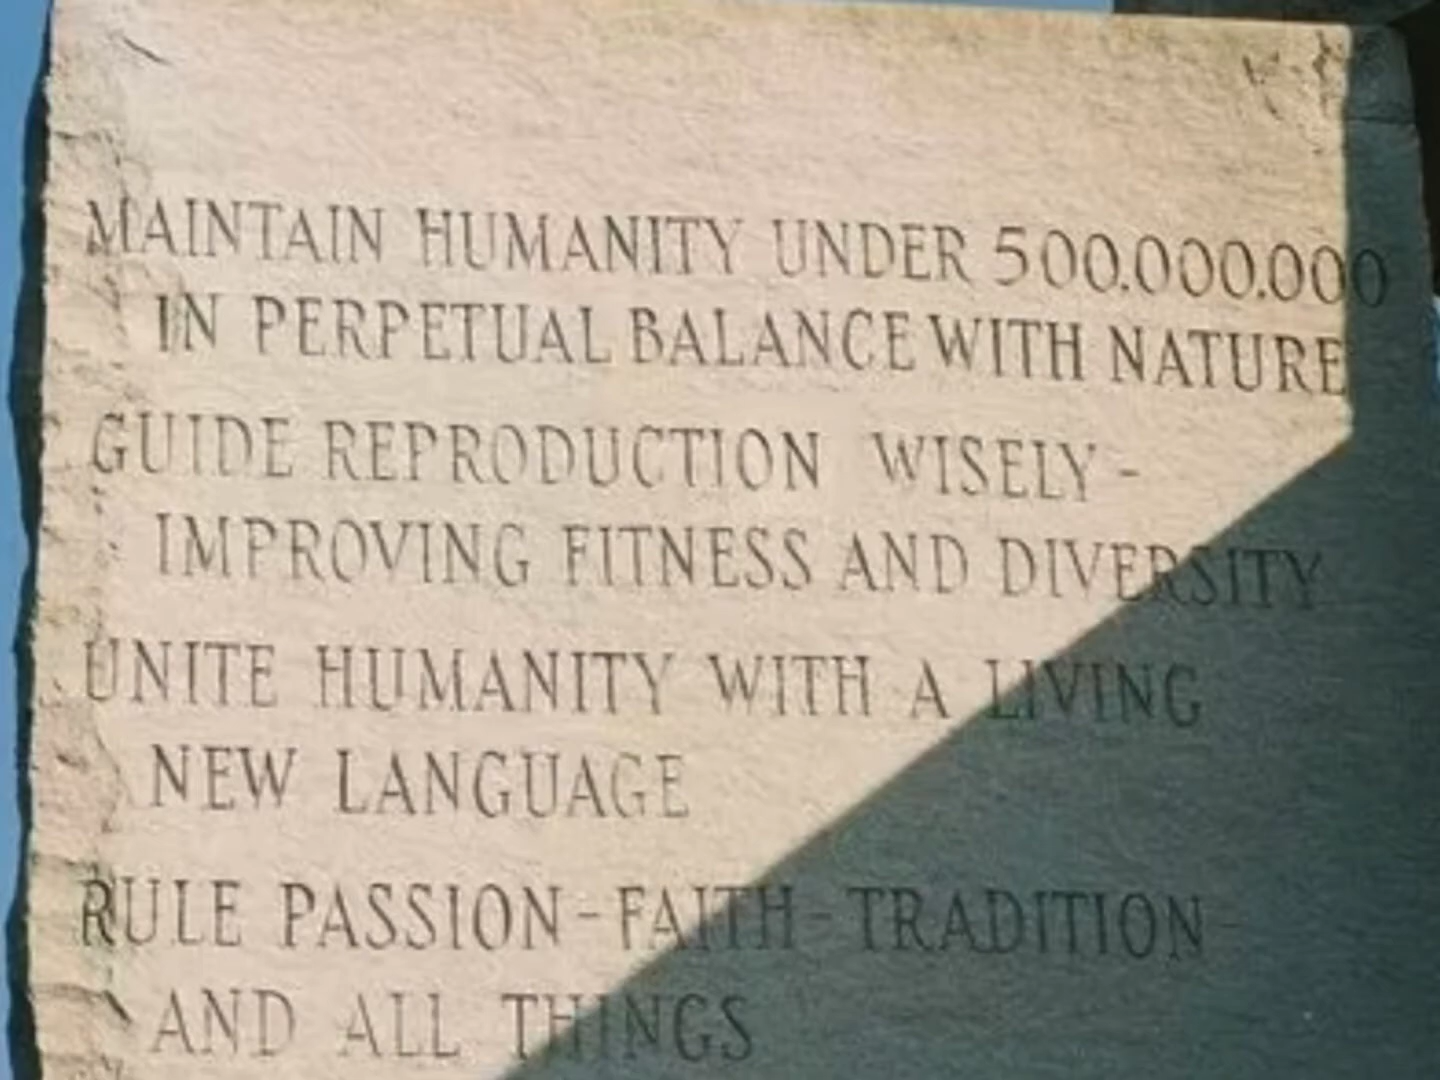 MAINTAIN HUMANITY UNDER 500.000.000
IN PERPETUAL BALANCE WITH NATURE
GUIDE REPRODUCTION WISELY -
IMPROVING FITNESS AND DIVERSITY
UNITE HUMANITY WITH A LIVING
NEW LANGUAGE
RULE PASSION - FAITH - TRADITION -
AND ALL THINGS